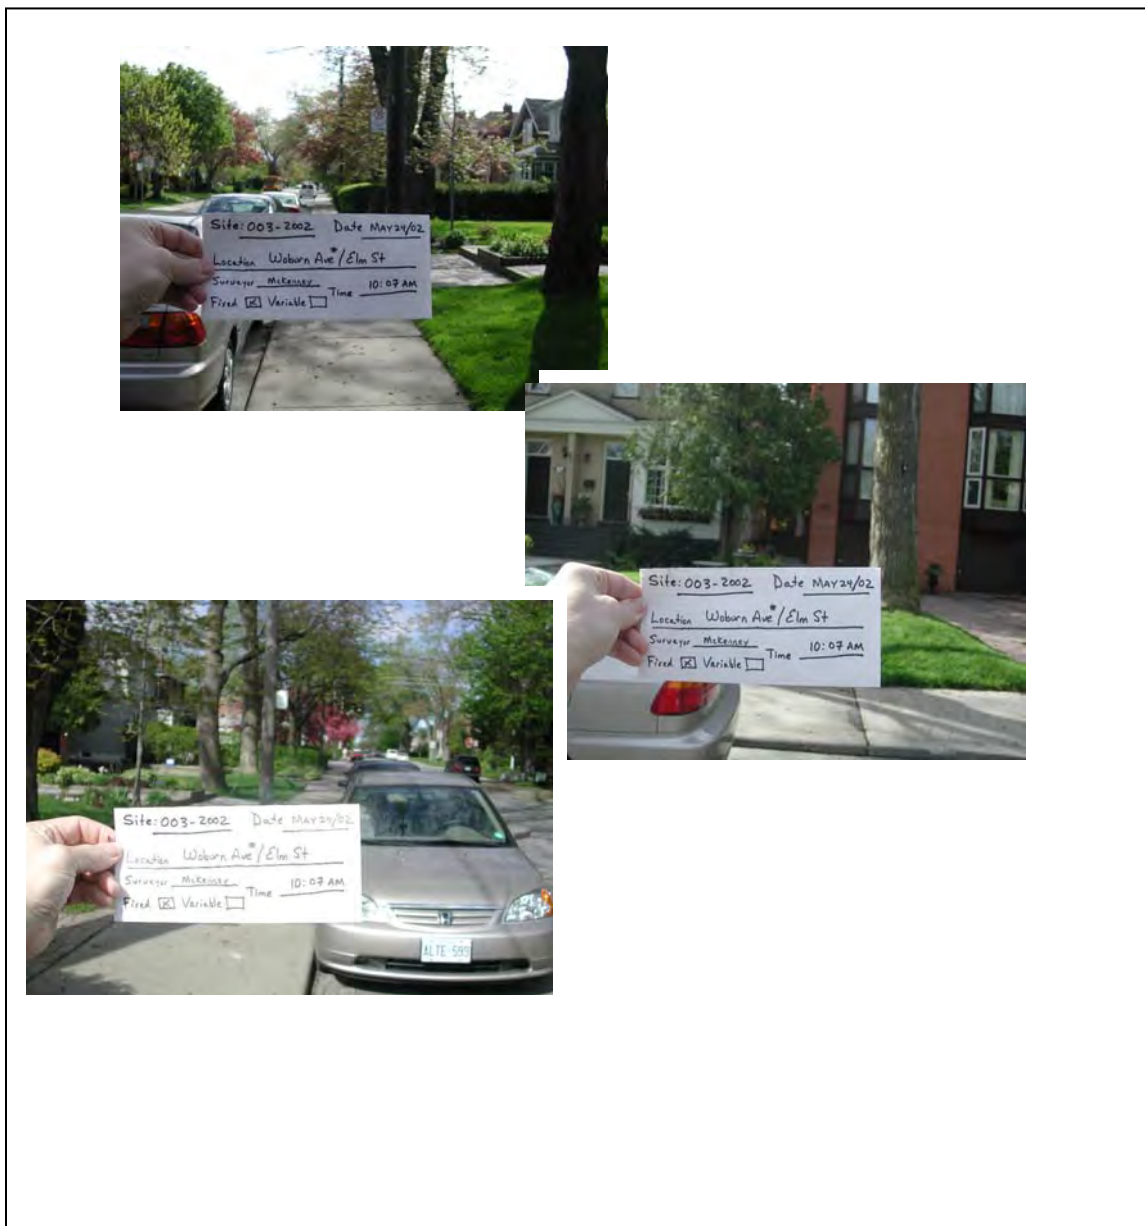 Site: 003-2002 Date MAY24/02
Location Woburn Ave*/Elm St
Surveyor McKenney Time 10:07 AM
Fixed ☒ Variable ☐
Site: 003-2002 Date MAY24/02
Location Woburn Ave*/Elm St
Surveyor McKenney Time 10:07 AM
Fixed ☒ Variable ☐
Site: 003-2002 Date MAY24/02
Location Woburn Ave*/Elm St
Surveyor McKenney Time 10:07 AM
Fixed ☒ Variable ☐